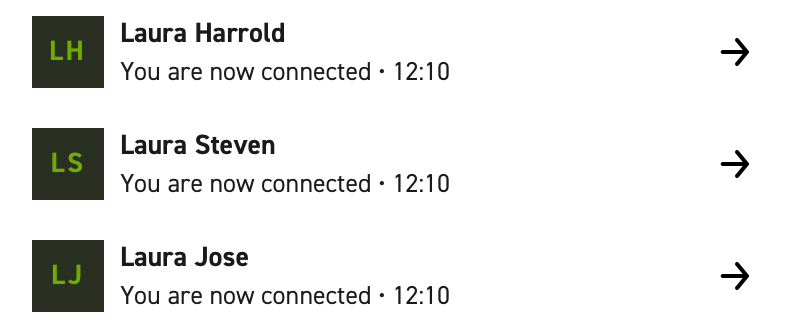 LH
Laura Harrold
You are now connected • 12:10
LS
Laura Steven
You are now connected • 12:10
LJ
Laura Jose
You are now connected • 12:10